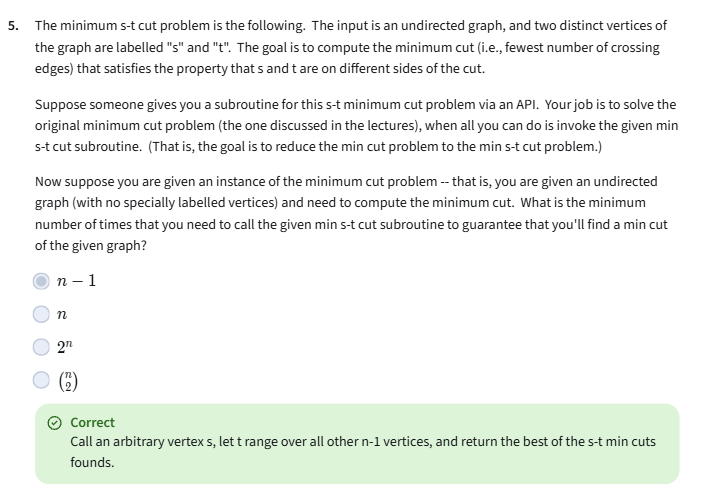 5. The minimum s-t cut problem is the following.  The input is an undirected graph, and two distinct vertices of
the graph are labelled "s" and "t".  The goal is to compute the minimum cut (i.e., fewest number of crossing
edges) that satisfies the property that s and t are on different sides of the cut.
Suppose someone gives you a subroutine for this s-t minimum cut problem via an API.  Your job is to solve the
original minimum cut problem (the one discussed in the lectures), when all you can do is invoke the given min
s-t cut subroutine.  (That is, the goal is to reduce the min cut problem to the min s-t cut problem.)
Now suppose you are given an instance of the minimum cut problem -- that is, you are given an undirected
graph (with no specially labelled vertices) and need to compute the minimum cut.  What is the minimum
number of times that you need to call the given min s-t cut subroutine to guarantee that you'll find a min cut
of the given graph?
n − 1
n
2^n
(n 2)
Correct
Call an arbitrary vertex s, let t range over all other n-1 vertices, and return the best of the s-t min cuts
founds.